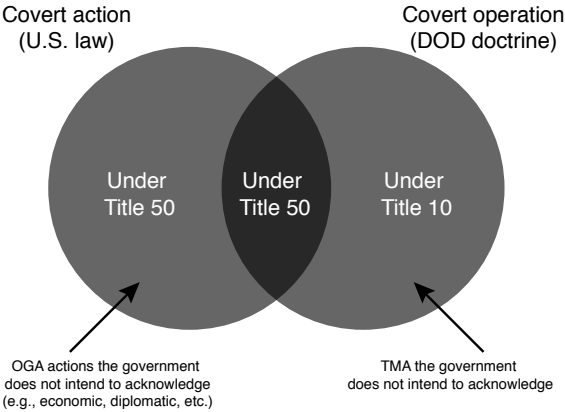 Covert action
(U.S. law)
Covert operation
(DOD doctrine)
Under
Title 50
Under
Title 50
Under
Title 10
OGA actions the government
does not intend to acknowledge
(e.g., economic, diplomatic, etc.)
TMA the government
does not intend to acknowledge